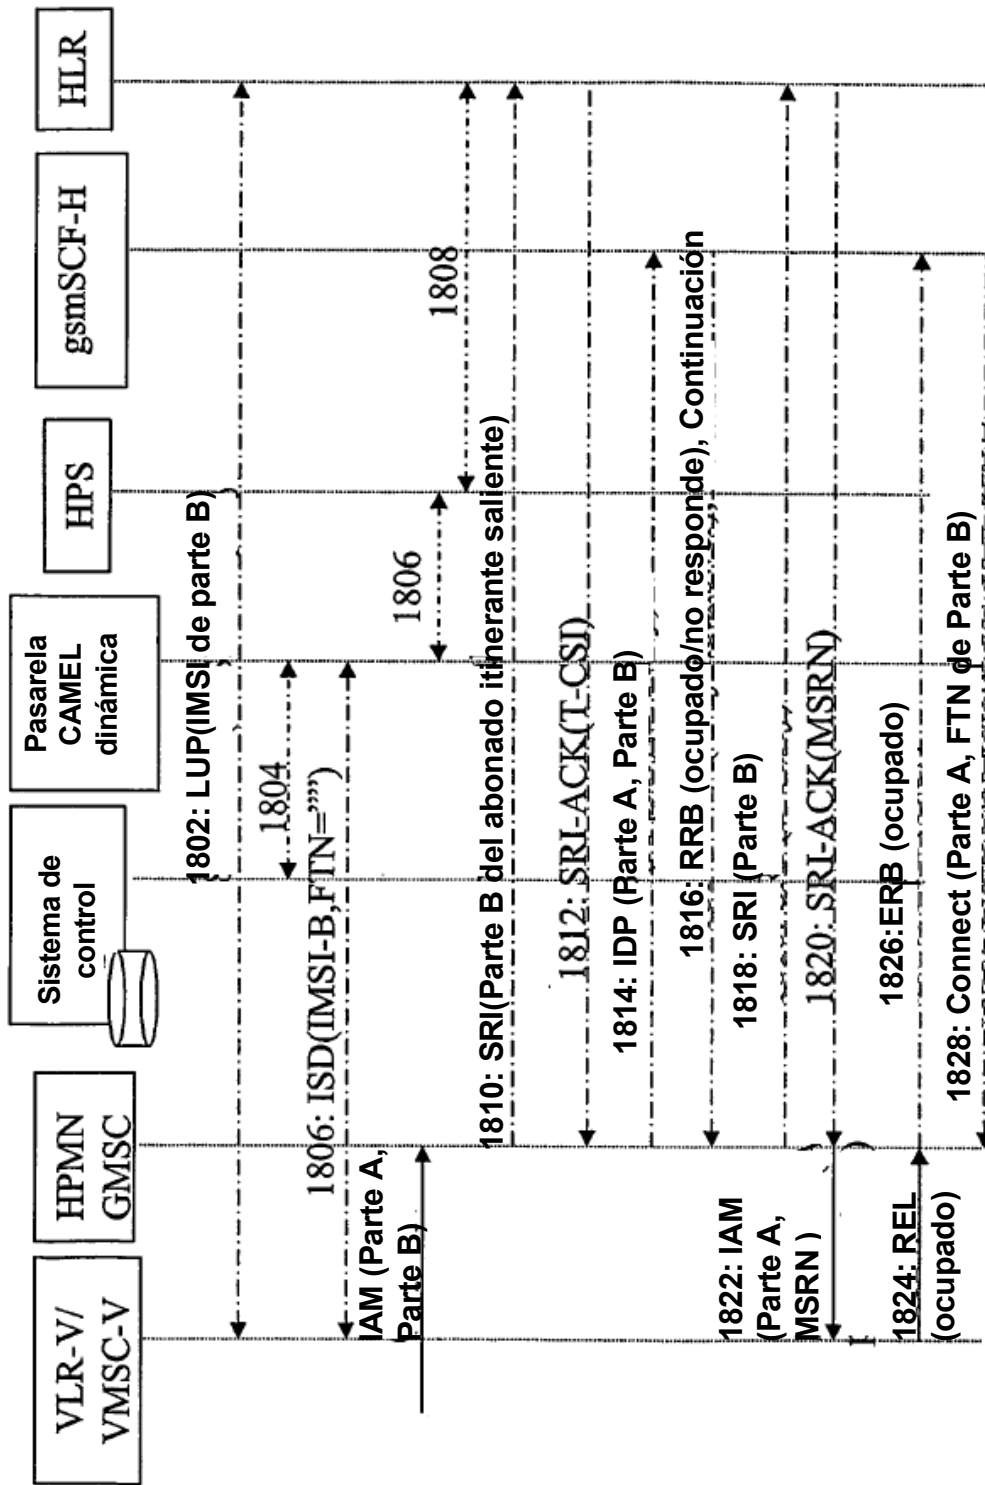 VLR-V/
VMSC-V
HPMN
GMSC
Sistema de
control
Pasarela
CAMEL
dinámica
HPS
gsmSCF-H
HLR
1802: LUP(IMSI de parte B)
1804
1806: ISD(IMSI-B,FTN="")
1806
1808
IAM (Parte A,
Parte B)
1810: SRI(Parte B del abonado itinerante saliente)
1812: SRI-ACK(T-CSI)
1814: IDP (Parte A, Parte B)
1816: RRB (ocupado/no responde), Continuación
1818: SRI (Parte B)
1820: SRI-ACK(MSRN)
1822: IAM
(Parte A,
MSRN )
1824: REL
(ocupado)
1826:ERB (ocupado)
1828: Connect (Parte A, FTN de Parte B)